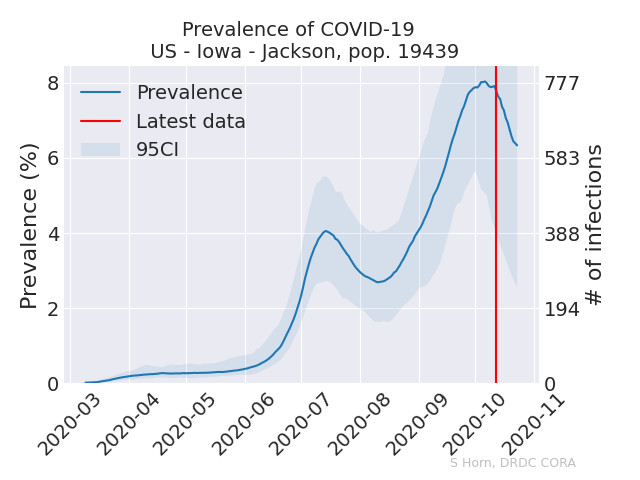 Prevalence of COVID-19
US - Iowa - Jackson, pop. 19439
Prevalence
Latest data
95CI
Prevalence (%)
8
6
4
2
0
777
583
388
194
0
# of infections
2020-03
2020-04
2020-05
2020-06
2020-07
2020-08
2020-09
2020-10
2020-11
S Horn, DRDC CORA